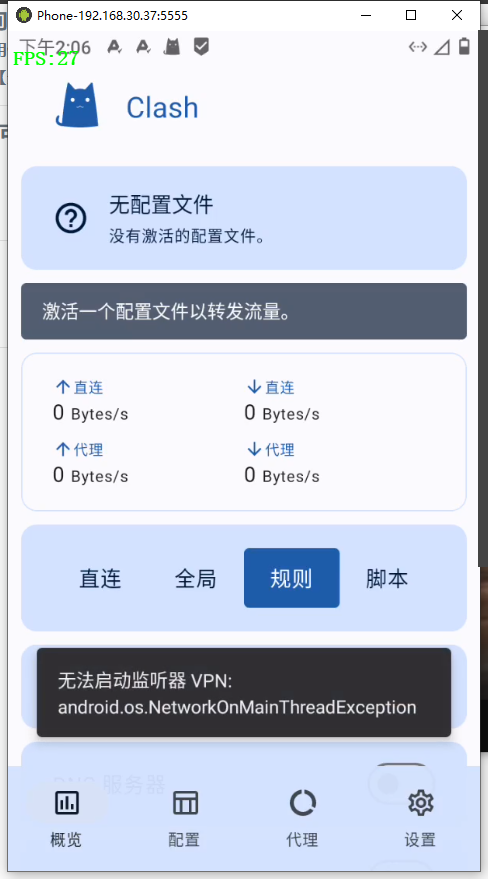 Phone-192.168.30.37:5555
下午2:06
FPS:27
Clash
无配置文件
没有激活的配置文件。
激活一个配置文件以转发流量。
↑直连 ↓直连
0 Bytes/s 0 Bytes/s
↑代理 ↓代理
0 Bytes/s 0 Bytes/s
直连 全局 规则 脚本
无法启动监听器 VPN:
android.os.NetworkOnMainThreadException
DNS 服务器
概览 配置 代理 设置